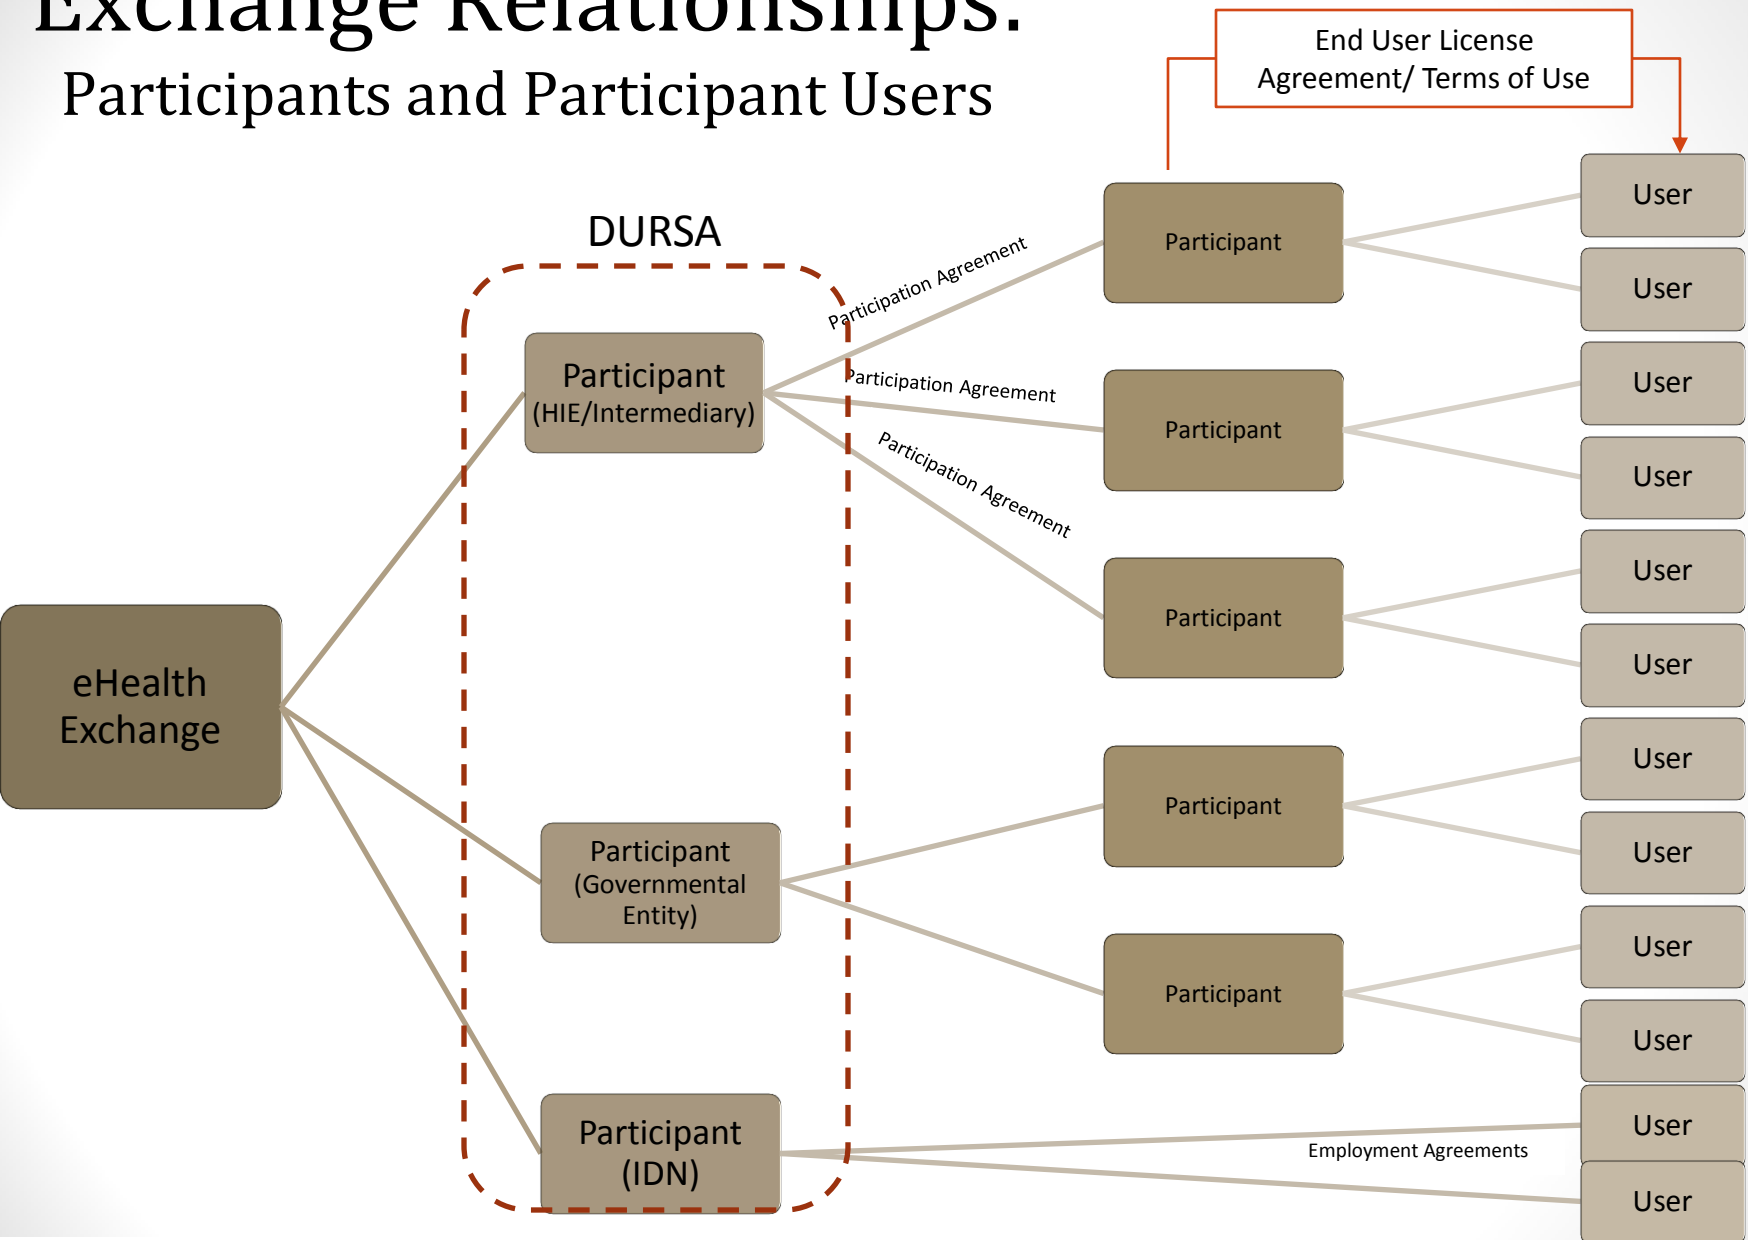 Exchange Relationships:
Participants and Participant Users
End User License
Agreement/ Terms of Use
DURSA
Participation Agreement
Participation Agreement
Participation Agreement
Participant
(HIE/Intermediary)
eHealth
Exchange
Participant
(Governmental
Entity)
Participant
(IDN)
Participant
Participant
Participant
Participant
Participant
User
User
User
User
User
User
User
User
User
User
Employment Agreements
User
User